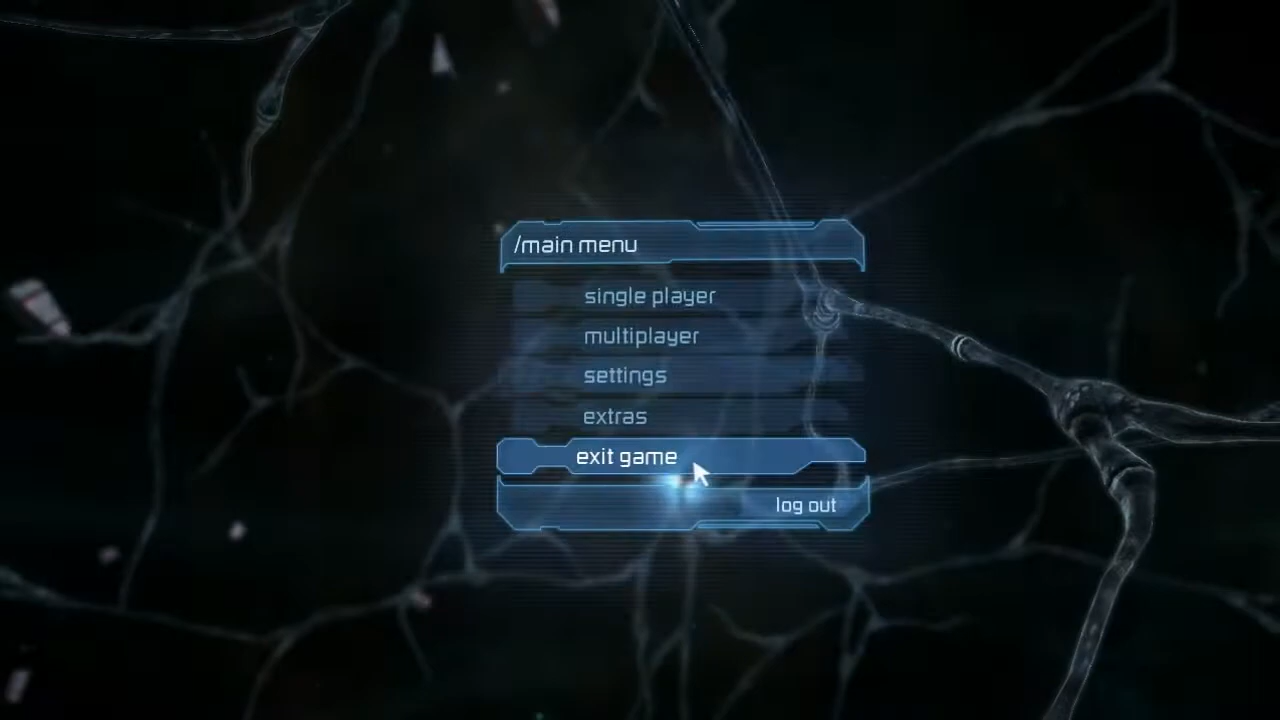 /main menu
single player
multiplayer
settings
extras
exit game
log out